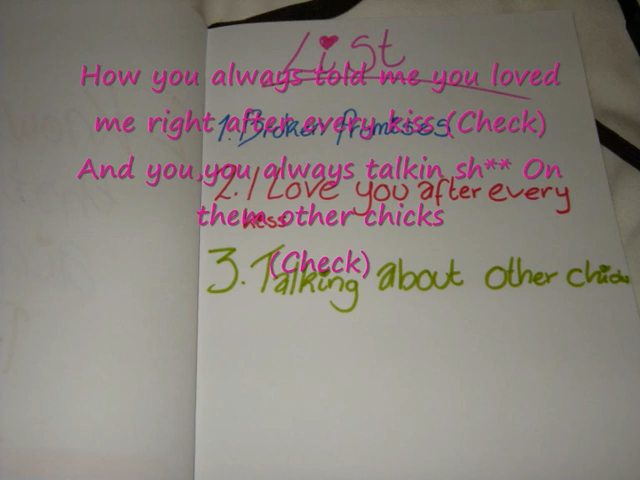 List
How you always told me you loved
me right after every kiss (Check)
1. Broken Prymises
And you,you always talkin sh** On
2. I Love you after every
kiss
them other chicks
(Check)
3. Talking about other chicks